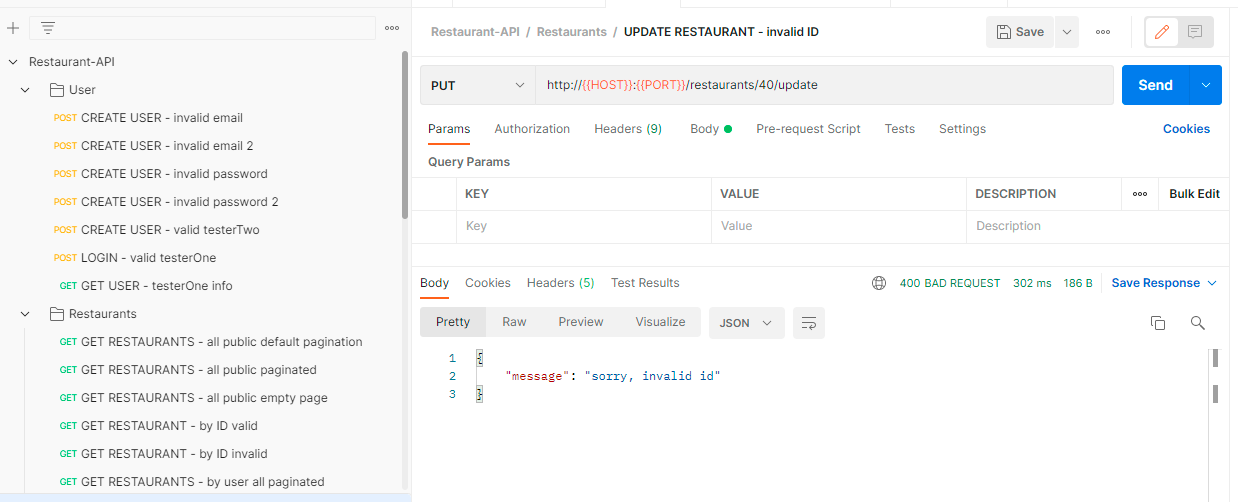 Restaurant-API
User
POST CREATE USER - invalid email
POST CREATE USER - invalid email 2
POST CREATE USER - invalid password
POST CREATE USER - invalid password 2
POST CREATE USER - valid testerTwo
POST LOGIN - valid testerOne
GET GET USER - testerOne info
Restaurants
GET GET RESTAURANTS - all public default pagination
GET GET RESTAURANTS - all public paginated
GET GET RESTAURANTS - all public empty page
GET GET RESTAURANT - by ID valid
GET GET RESTAURANT - by ID invalid
GET GET RESTAURANTS - by user all paginated
Restaurant-API / Restaurants / UPDATE RESTAURANT - invalid ID Save
PUT http://{{HOST}}:{{PORT}}/restaurants/40/update Send
Params Authorization Headers (9) Body Pre-request Script Tests Settings Cookies
Query Params
KEY VALUE DESCRIPTION Bulk Edit
Key Value Description
Body Cookies Headers (5) Test Results 400 BAD REQUEST 302 ms 186 B Save Response
Pretty Raw Preview Visualize JSON
1 {
2 "message": "sorry, invalid id"
3 }